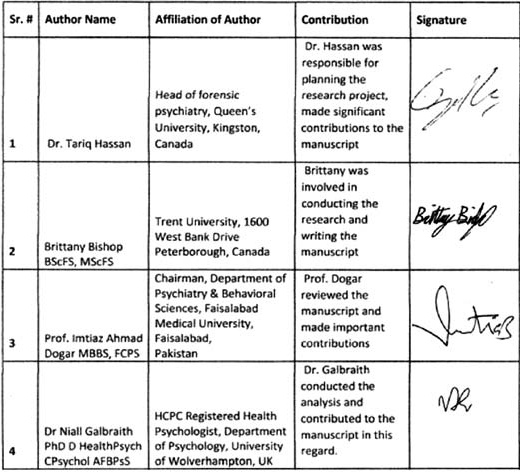 Sr. # Author Name Affiliation of Author Contribution Signature
1
Dr. Tariq Hassan
Head of forensic
psychiatry, Queen's
University, Kingston,
Canada
Dr. Hassan was
responsible for
planning the
research project,
made significant
contributions to the
manuscript
2
Brittany Bishop
BScFS, MScFS
Trent University, 1600
West Bank Drive
Peterborough, Canada
Brittany was
involved in
conducting the
research and
writing the
manuscript
3
Prof. Imtiaz Ahmad
Dogar MBBS, FCPS
Chairman, Department of
Psychiatry & Behavioral
Sciences, Faisalabad
Medical University,
Faisalabad,
Pakistan
Prof. Dogar
reviewed the
manuscript and
made important
contributions
4
Dr Niall Galbraith
PhD D HealthPsych
CPsychol AFBPsS
HCPC Registered Health
Psychologist, Department
of Psychology, University
of Wolverhampton, UK
Dr. Galbraith
conducted the
analysis and
contributed to the
manuscript in this
regard.